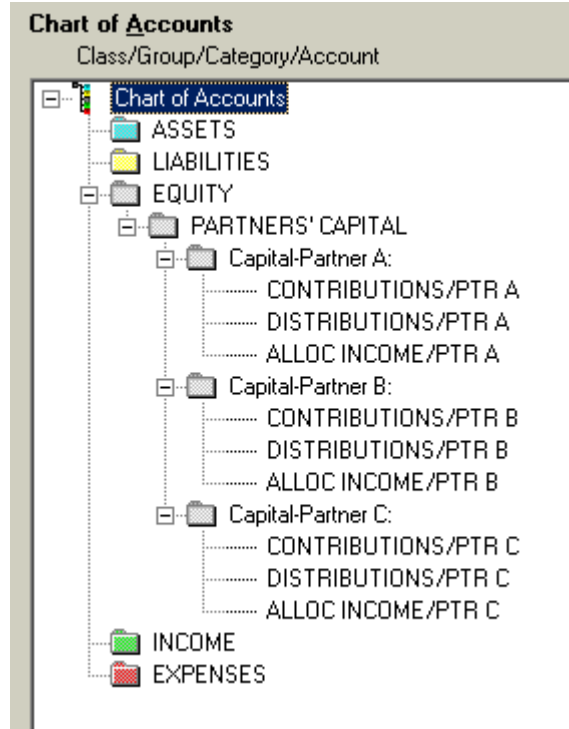 Chart of Accounts
Class/Group/Category/Account
Chart of Accounts
ASSETS
LIABILITIES
EQUITY
PARTNERS' CAPITAL
Capital-Partner A:
CONTRIBUTIONS/PTR A
DISTRIBUTIONS/PTR A
ALLOC INCOME/PTR A
Capital-Partner B:
CONTRIBUTIONS/PTR B
DISTRIBUTIONS/PTR B
ALLOC INCOME/PTR B
Capital-Partner C:
CONTRIBUTIONS/PTR C
DISTRIBUTIONS/PTR C
ALLOC INCOME/PTR C
INCOME
EXPENSES